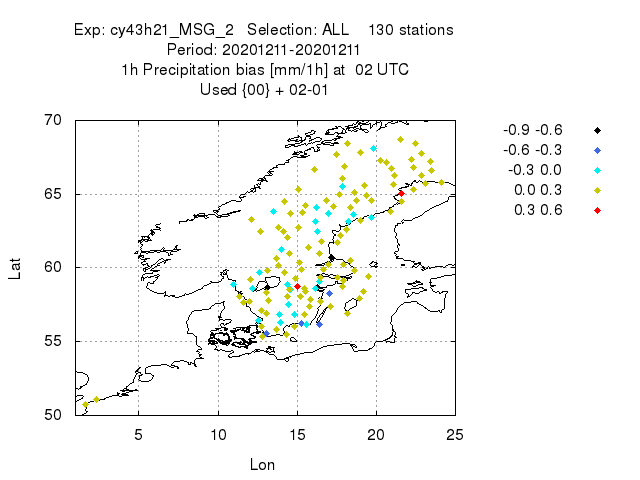 Exp: cy43h21_MSG_2   Selection: ALL    130 stations
Period: 20201211-20201211
1h Precipitation bias [mm/1h] at  02 UTC
Used {00} + 02-01
70
65
60
55
50
Lat
5 10 15 20 25
Lon
-0.9 -0.6
-0.6 -0.3
-0.3 0.0
0.0 0.3
0.3 0.6